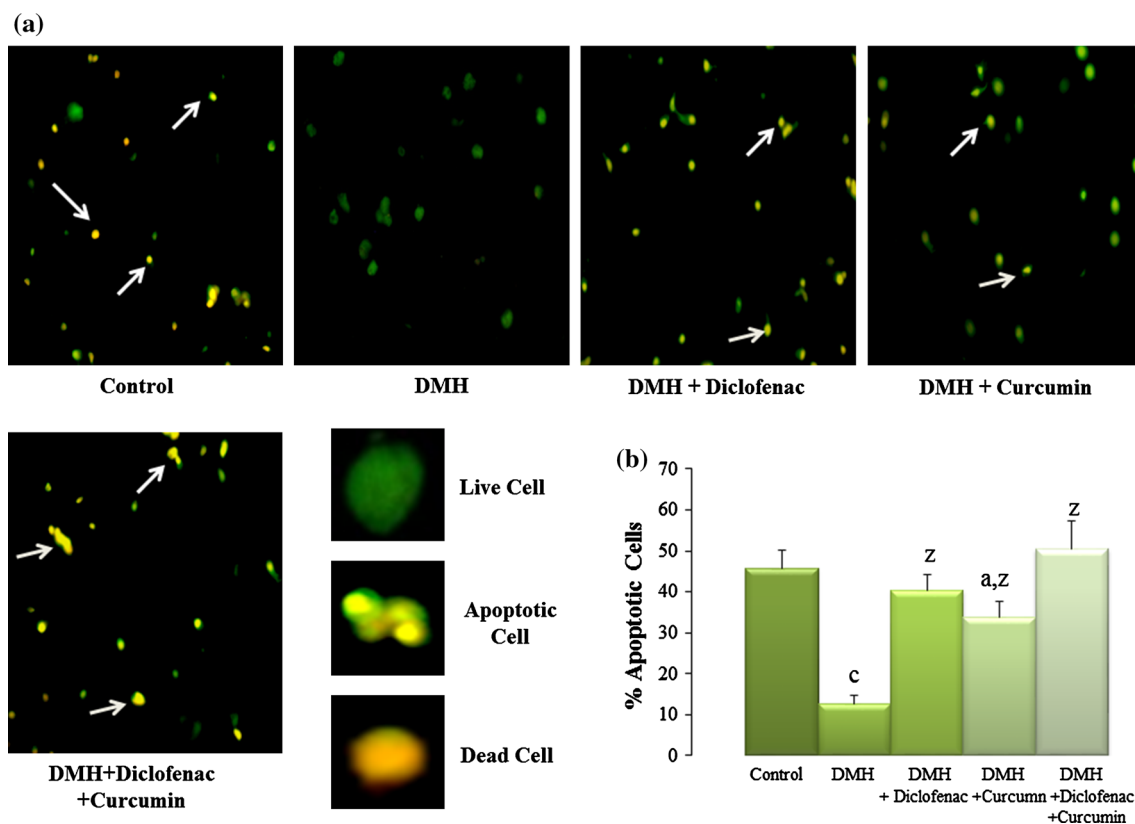 (a)
Control
DMH
DMH + Diclofenac
DMH + Curcumin
DMH+Diclofenac
+Curcumin
Live Cell
Apoptotic
Cell
Dead Cell
(b)
% Apoptotic Cells
70
60
50
40
30
20
10
0
c
z
a,z
z
Control
DMH
DMH
+ Diclofenac
DMH
+Curcumn
DMH
+Diclofenac
+Curcumin